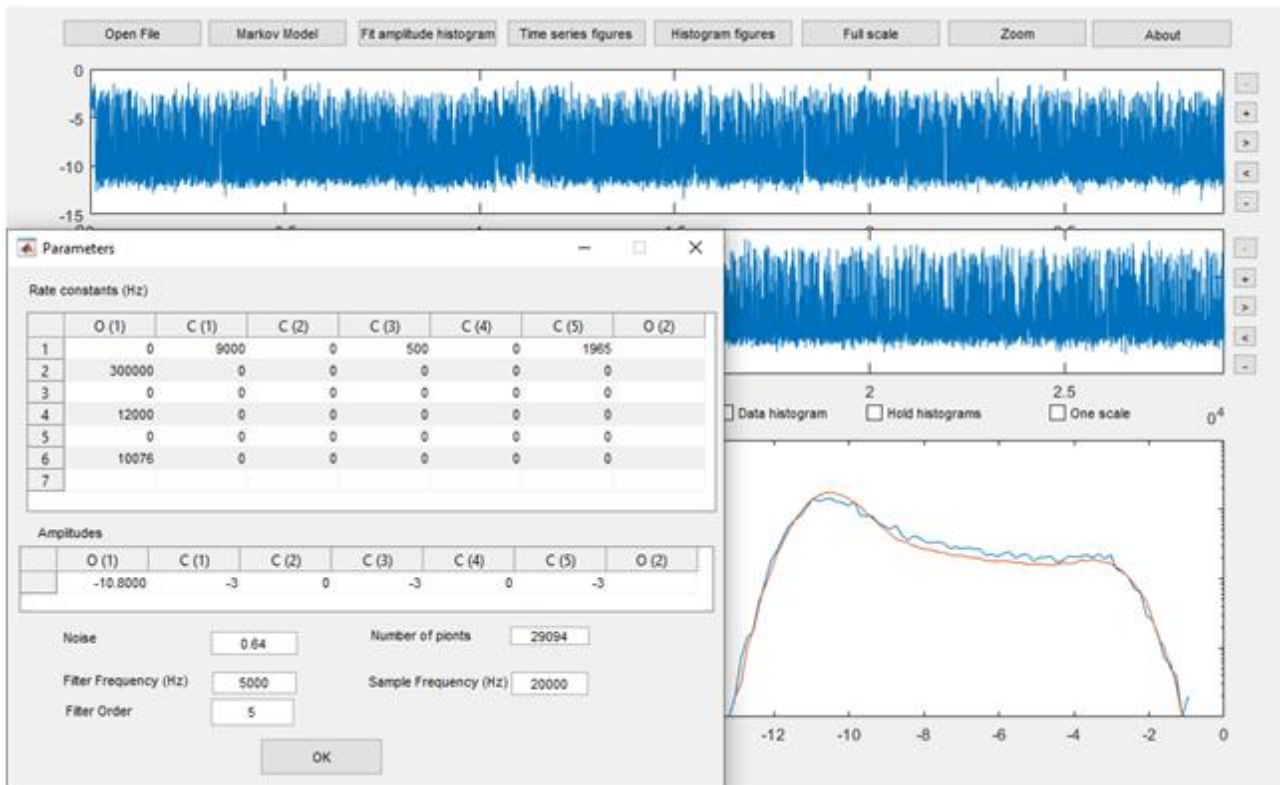 Open File Markov Model Fit amplitude histogram Time series figures Histogram figures Full scale Zoom About
0
-5
-10
-15
-
+
>
<
-
Parameters
Rate constants (Hz)
O (1) C (1) C (2) C (3) C (4) C (5) O (2)
1 0 9000 0 500 0 1965
2 300000 0 0 0 0 0
3 0 0 0 0 0 0
4 12000 0 0 0 0 0
5 0 0 0 0 0 0
6 10076 0 0 0 0 0
7
Amplitudes
O (1) C (1) C (2) C (3) C (4) C (5) O (2)
-10.8000 -3 0 -3 0 -3
Noise 0.64 Number of pionts 29094
Filter Frequency (Hz) 5000 Sample Frequency (Hz) 20000
Filter Order 5
OK
-
+
>
<
-
2 2.5
Data histogram Hold histograms One scale 0⁴
-12 -10 -8 -6 -4 -2 0